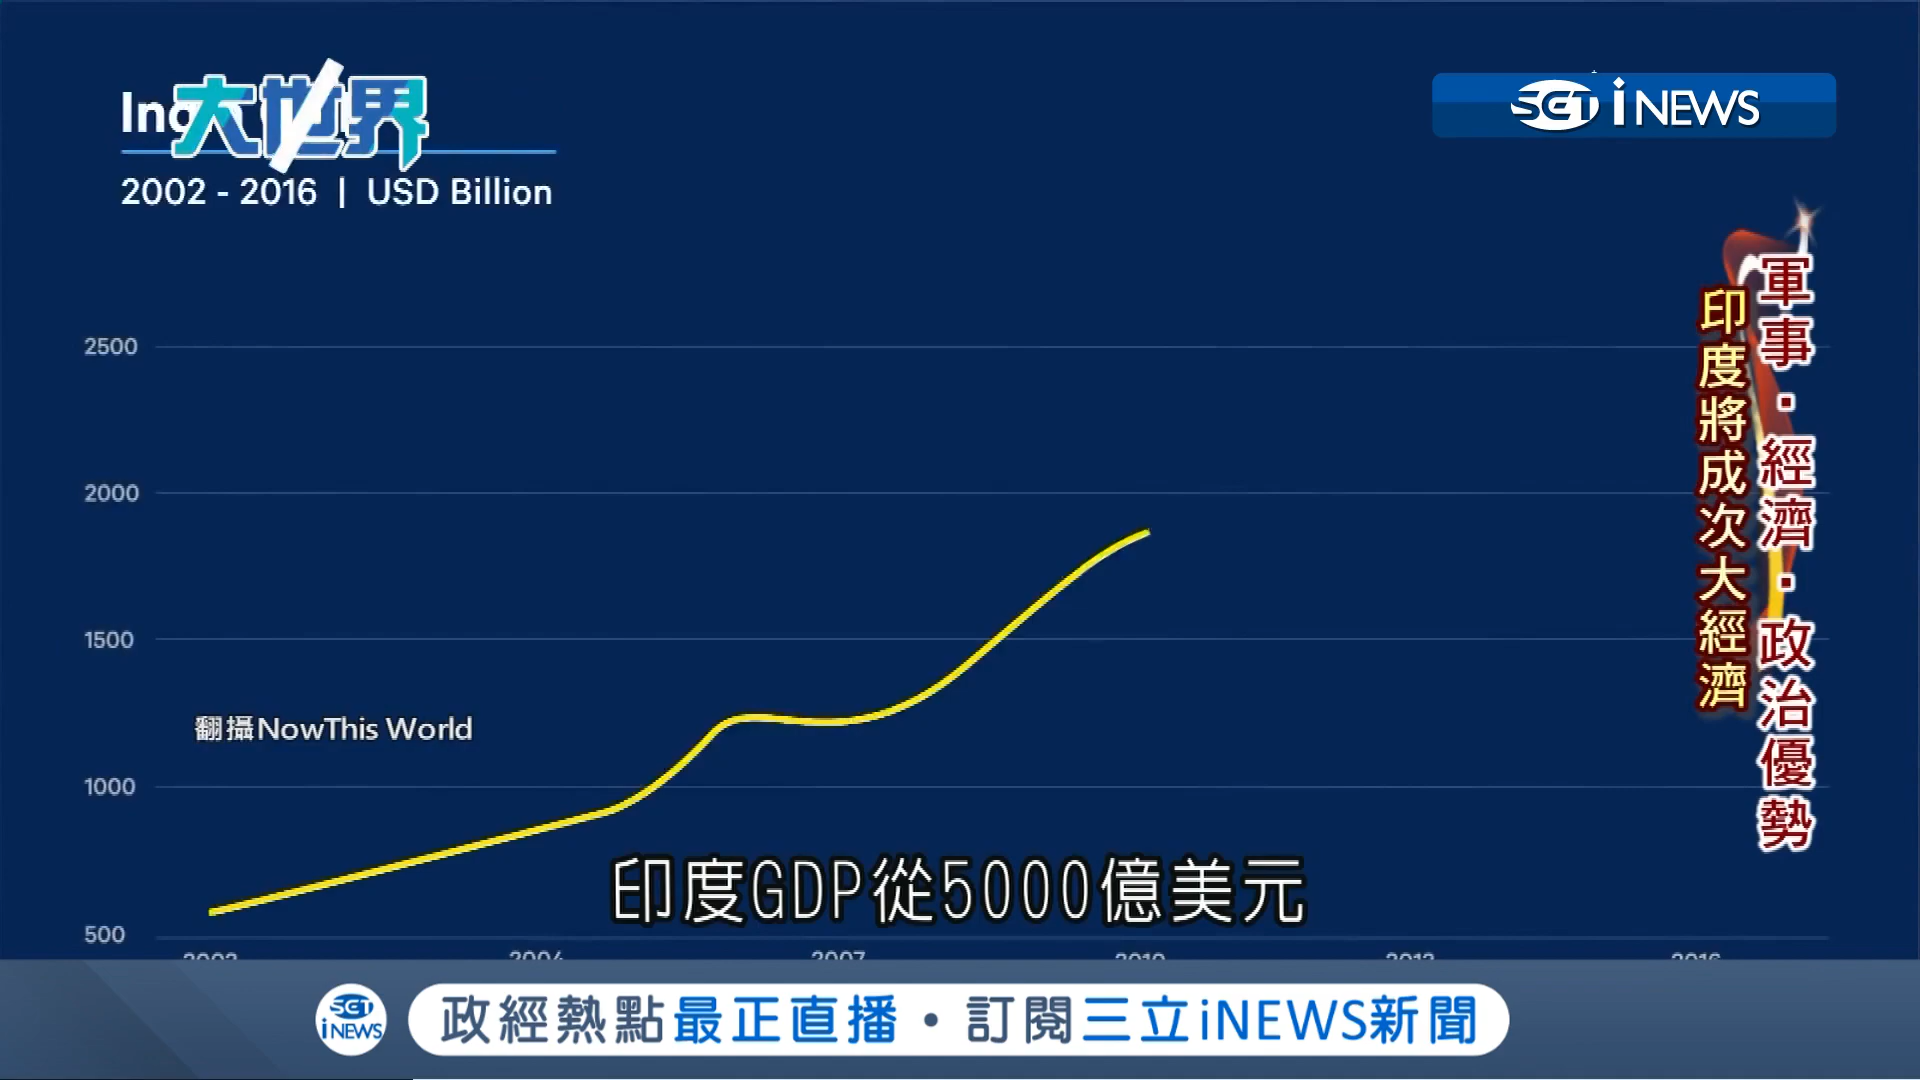 大世界
2002 - 2016 | USD Billion
SET iNEWS
軍事·經濟·政治優勢
印度將成次大經濟
2500
2000
1500
1000
500
翻攝NowThis World
印度GDP從5000億美元
SET iNEWS
政經熱點最正直播·訂閱三立iNEWS新聞